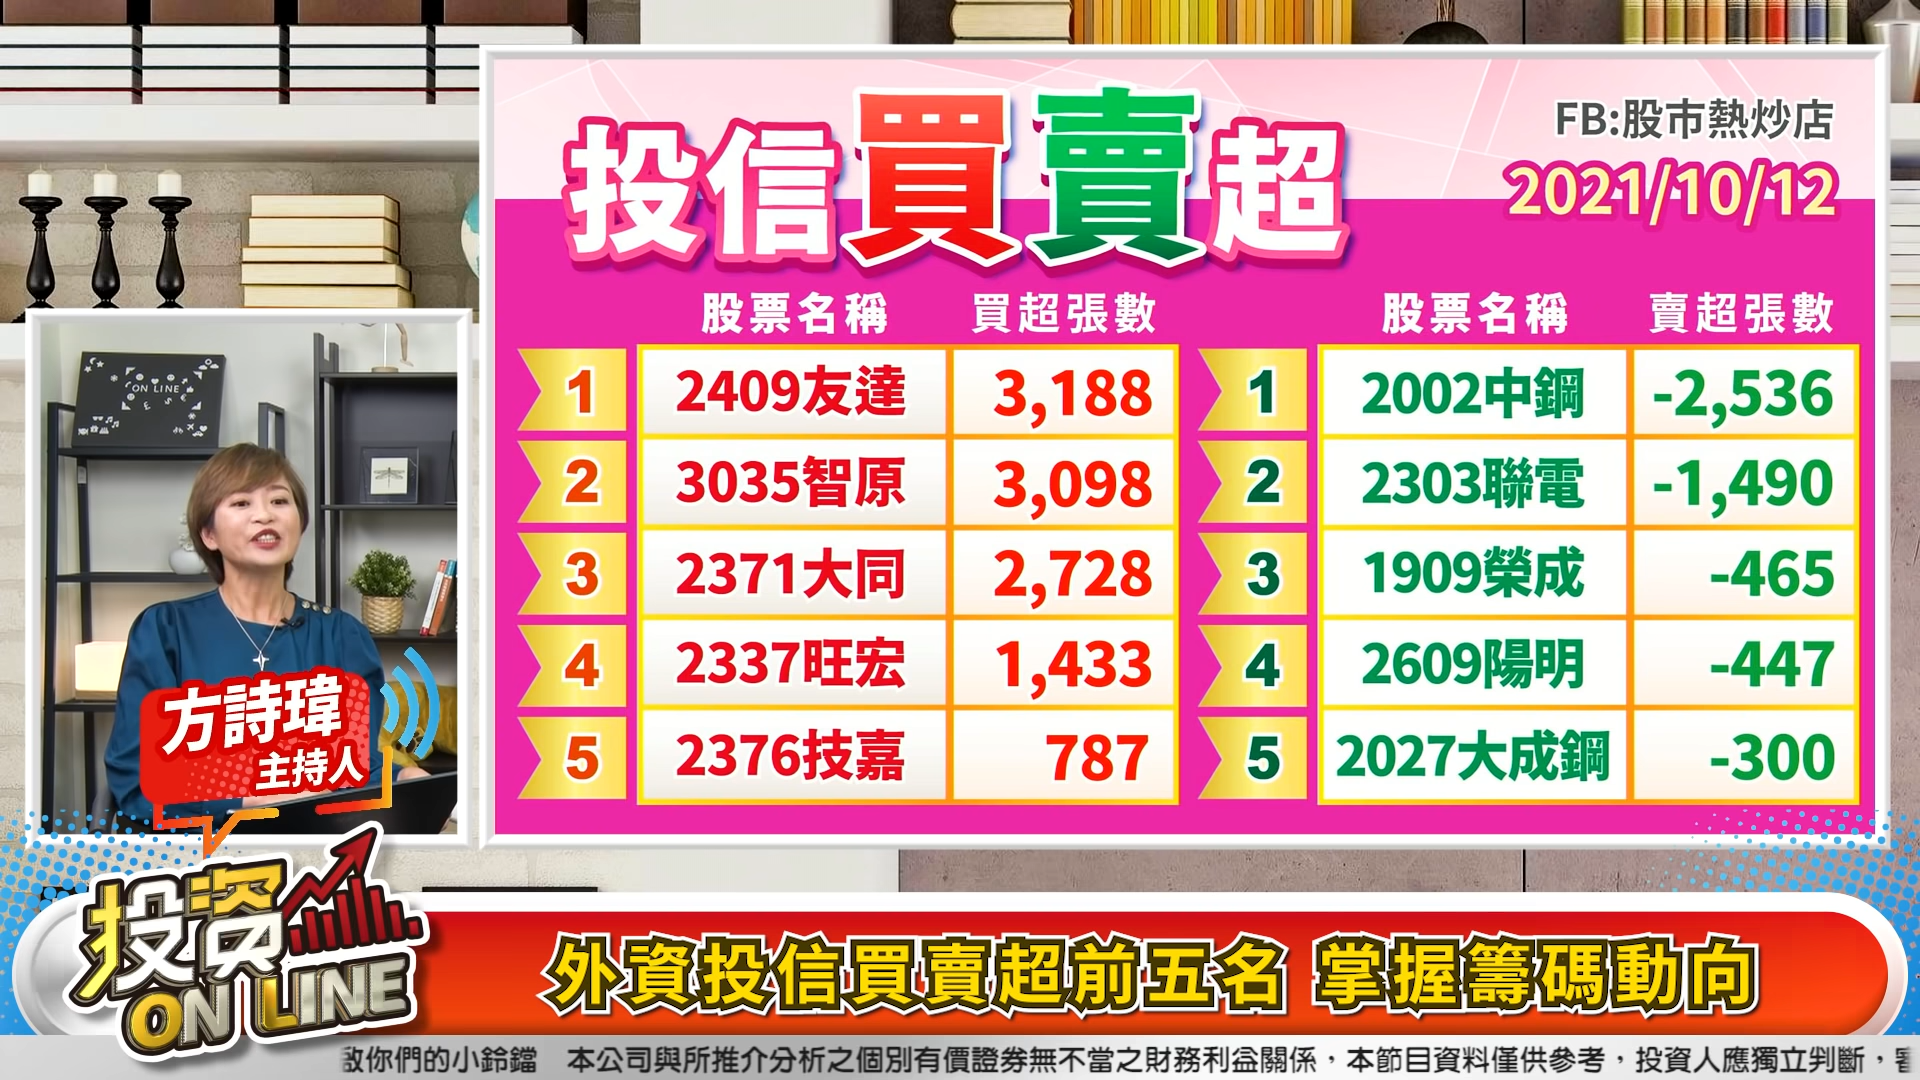 投信買賣超
FB:股市熱炒店
2021/10/12
股票名稱 買超張數 股票名稱 賣超張數
1 2409友達 3,188 1 2002中鋼 -2,536
2 3035智原 3,098 2 2303聯電 -1,490
3 2371大同 2,728 3 1909榮成 -465
4 2337旺宏 1,433 4 2609陽明 -447
5 2376技嘉 787 5 2027大成鋼 -300
ON LINE
方詩瑋
主持人
投資
ON LINE
外資投信買賣超前五名 掌握籌碼動向
啟你們的小鈴鐺 本公司與所推介分析之個別有價證券無不當之財務利益關係，本節目資料僅供參考，投資人應獨立判斷，